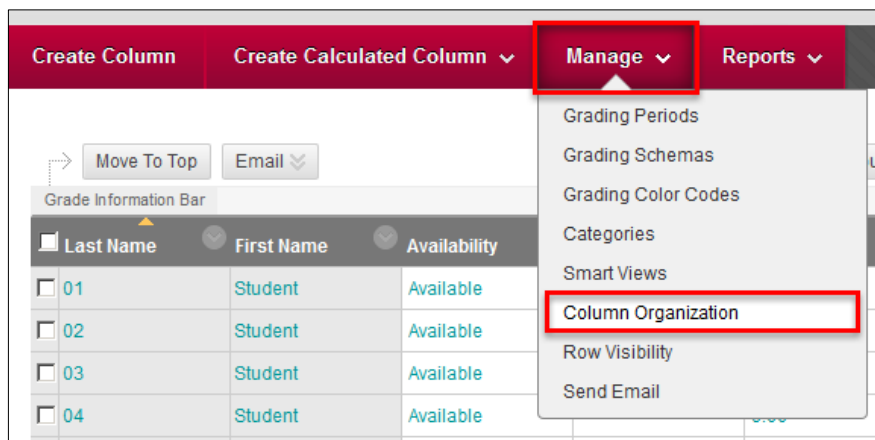 Create Column Create Calculated Column Manage Reports
Grading Periods
Move To Top Email Grading Schemas
Grade Information Bar Grading Color Codes
Last Name First Name Availability Categories
Smart Views
01 Student Available
Column Organization
02 Student Available
Row Visibility
03 Student Available
Send Email
04 Student Available